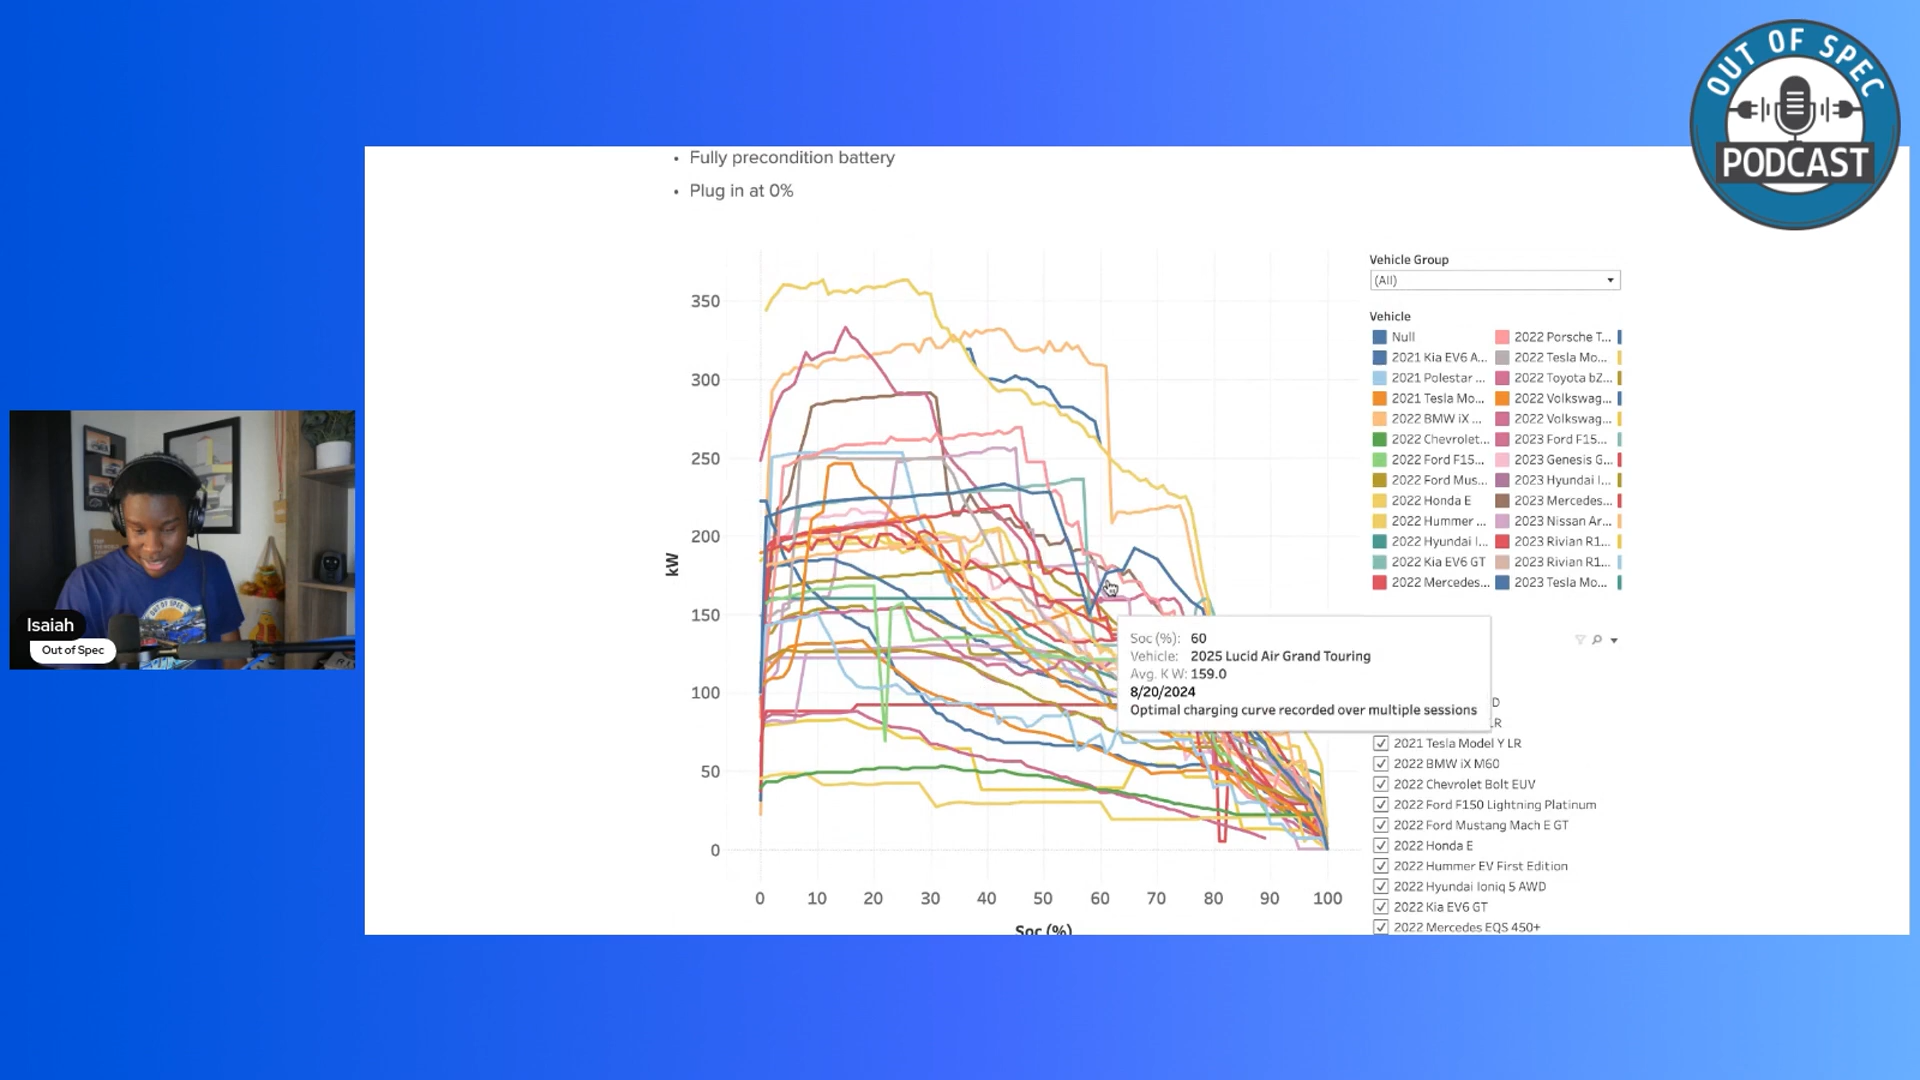 OUT OF SPEC
PODCAST
• Fully precondition battery
• Plug in at 0%
Vehicle Group
(All)
Vehicle
Null
2021 Kia EV6 A...
2021 Polestar ...
2021 Tesla Mo...
2022 BMW iX ...
2022 Chevrolet...
2022 Ford F15...
2022 Ford Mus...
2022 Honda E
2022 Hummer ...
2022 Hyundai I...
2022 Kia EV6 GT
2022 Mercedes...
2022 Porsche T...
2022 Tesla Mo...
2022 Toyota bZ...
2022 Volkswag...
2022 Volkswag...
2023 Ford F15...
2023 Genesis G...
2023 Hyundai I...
2023 Mercedes...
2023 Nissan Ar...
2023 Rivian R1...
2023 Rivian R1...
2023 Tesla Mo...
350
300
250
200
150
100
50
0
kW
0 10 20 30 40 50 60 70 80 90 100
Soc (%)
Soc (%): 60
Vehicle: 2025 Lucid Air Grand Touring
Avg. KW: 159.0
8/20/2024
Optimal charging curve recorded over multiple sessions
D
LR
2021 Tesla Model Y LR
2022 BMW iX M60
2022 Chevrolet Bolt EUV
2022 Ford F150 Lightning Platinum
2022 Ford Mustang Mach E GT
2022 Honda E
2022 Hummer EV First Edition
2022 Hyundai Ioniq 5 AWD
2022 Kia EV6 GT
2022 Mercedes EQS 450+
OUT OF SPEC
Isaiah
Out of Spec